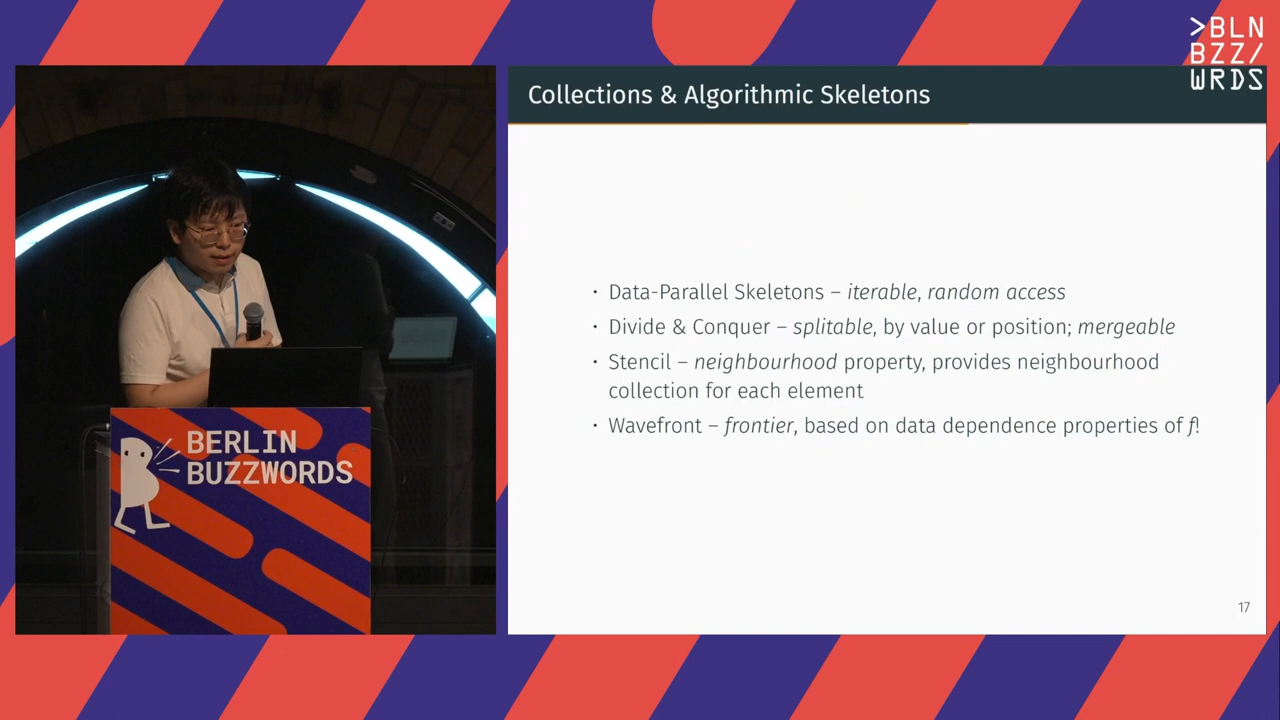 >BLN
BZZ/
WRDS
Collections & Algorithmic Skeletons
· Data-Parallel Skeletons – iterable, random access
· Divide & Conquer – splitable, by value or position; mergeable
· Stencil – neighbourhood property, provides neighbourhood
collection for each element
· Wavefront – frontier, based on data dependence properties of f!
17
BERLIN
BUZZWORDS